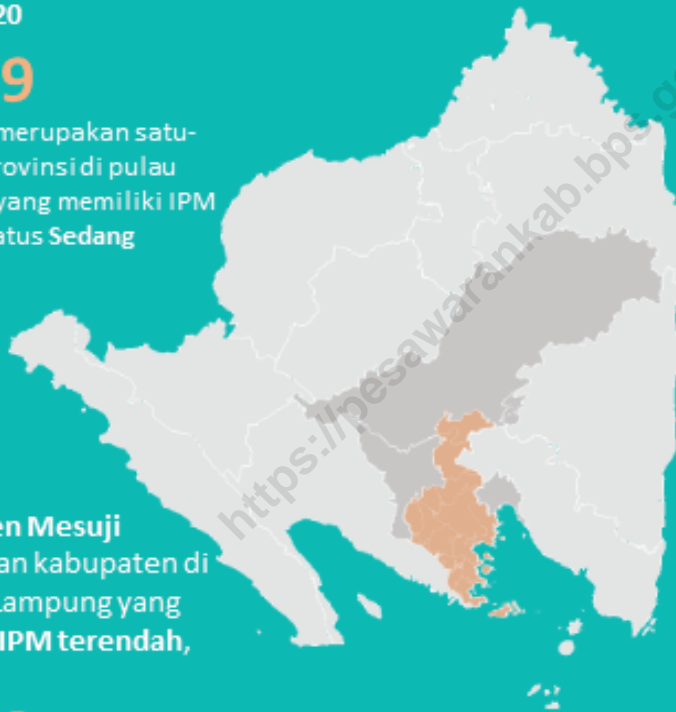 20
9
merupakan satu-
rovinsi di pulau
yang memiliki IPM
atus Sedang
https://pesawarankab.bps.g
en Mesuji
an kabupaten di
Lampung yang
IPM terendah,